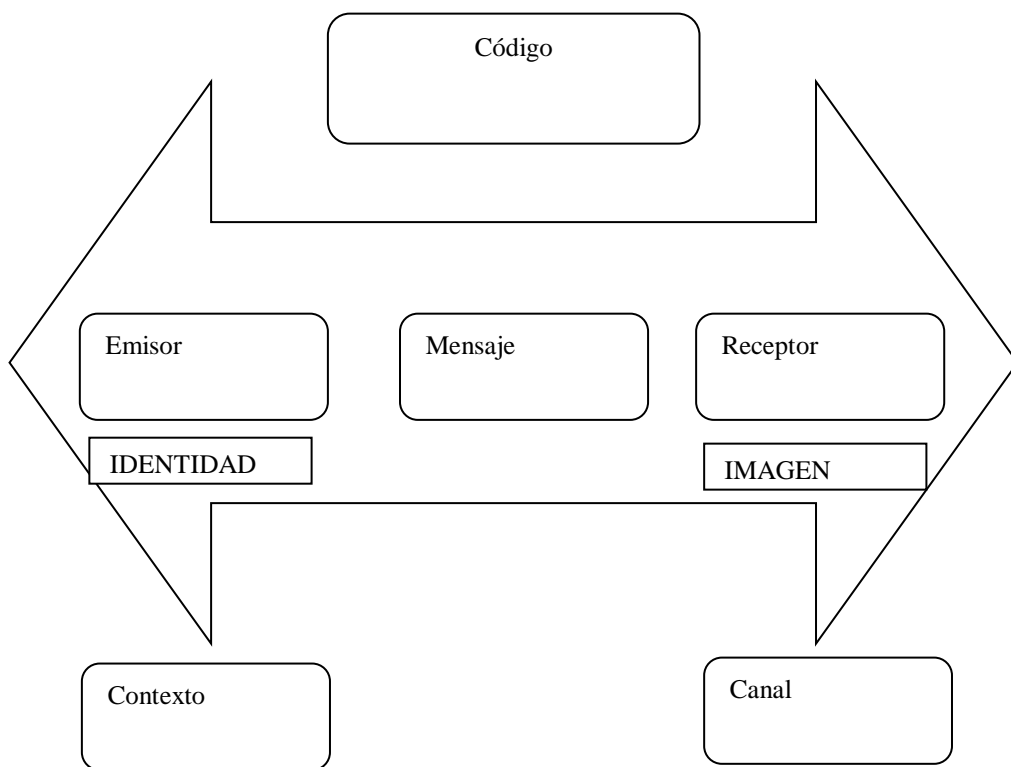 Código
Emisor
Mensaje
Receptor
IDENTIDAD
IMAGEN
Contexto
Canal